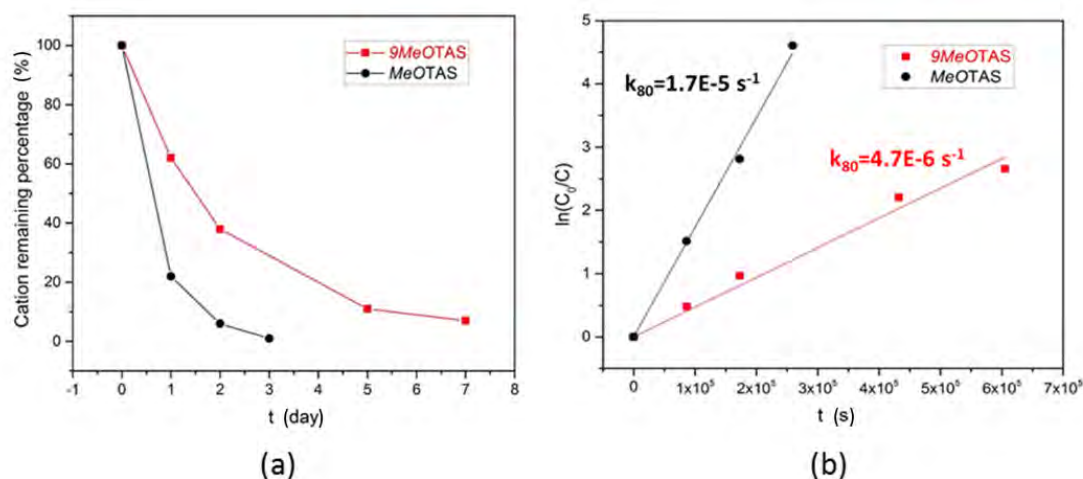 Cation remaining percentage (%)
100
80
60
40
20
0
-1 0 1 2 3 4 5 6 7 8
t (day)
9MeOTAS
MeOTAS
(a)
ln(C₀/C)
5
4
3
2
1
0
0 1x10⁵ 2x10⁵ 3x10⁵ 4x10⁵ 5x10⁵ 6x10⁵ 7x10⁵
t (s)
9MeOTAS
MeOTAS
k₈₀=1.7E-5 s⁻¹
k₈₀=4.7E-6 s⁻¹
(b)